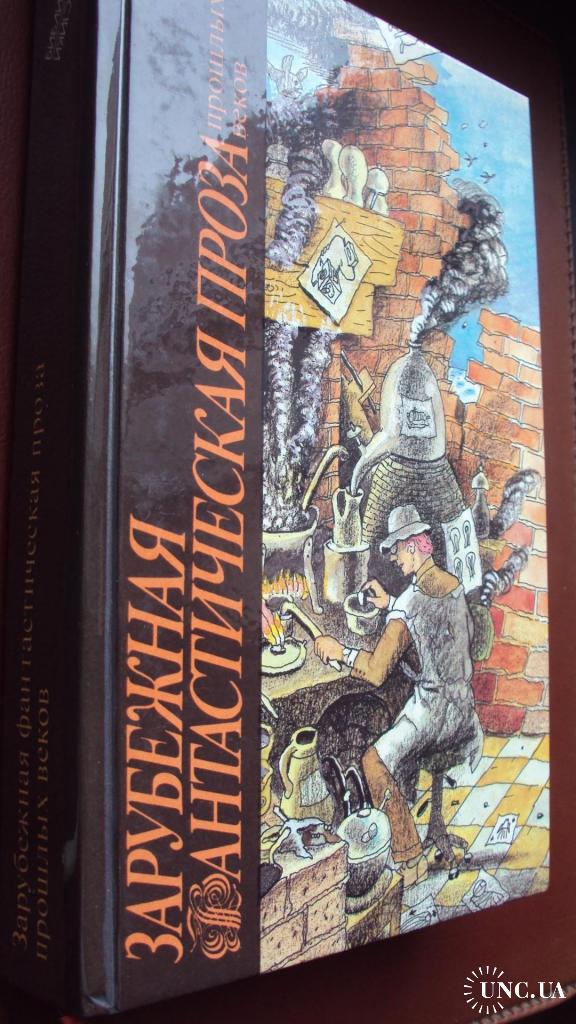 ЗАРУБЕЖНАЯ
ФАНТАСТИЧЕСКАЯ ПРОЗА
прошлых
веков
Зарубежная фантастическая проза
прошлых веков
UNC.UA